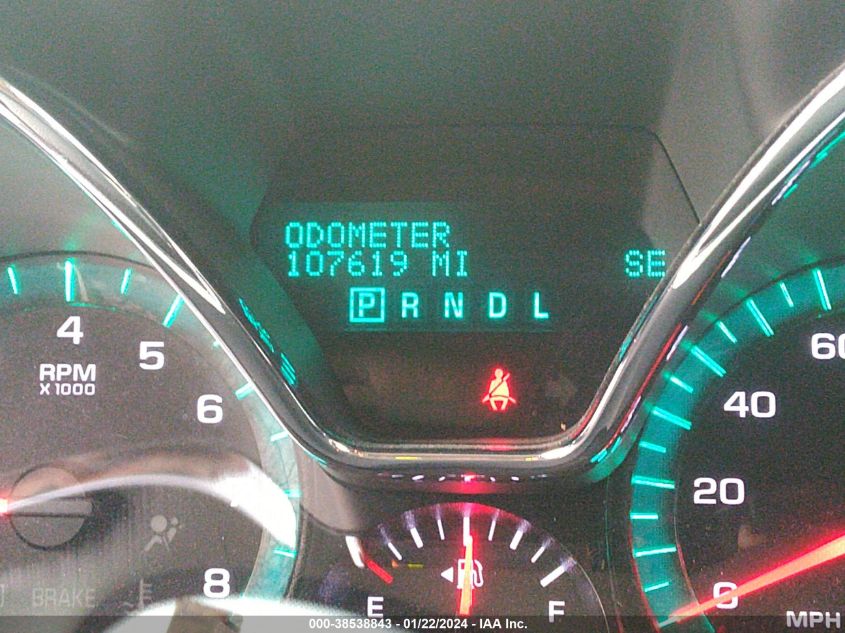 ODOMETER
107619 MI SE
P R N D L
4
5
6
8
RPM
X 1000
BRAKE
60
40
20
0
MPH
E F
000-38538843 - 01/22/2024 - IAA Inc.